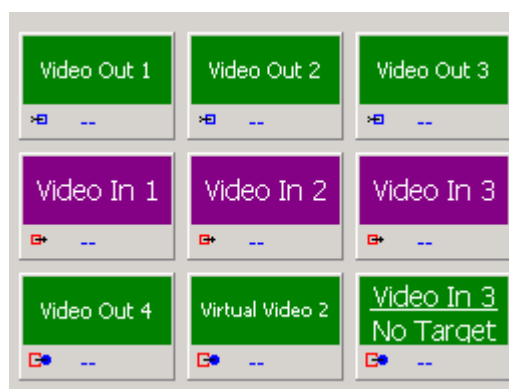 Video Out 1
Video Out 2
Video Out 3
--
--
--
Video In 1
Video In 2
Video In 3
--
--
--
Video Out 4
Virtual Video 2
Video In 3
No Target
--
--
--